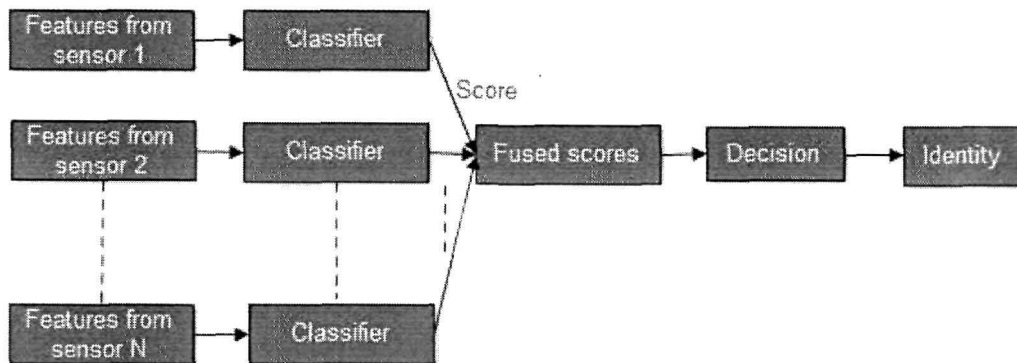 Features from
sensor 1
Classifier
Score
Features from
sensor 2
Classifier
Fused scores
Decision
Identity
Features from
sensor N
Classifier